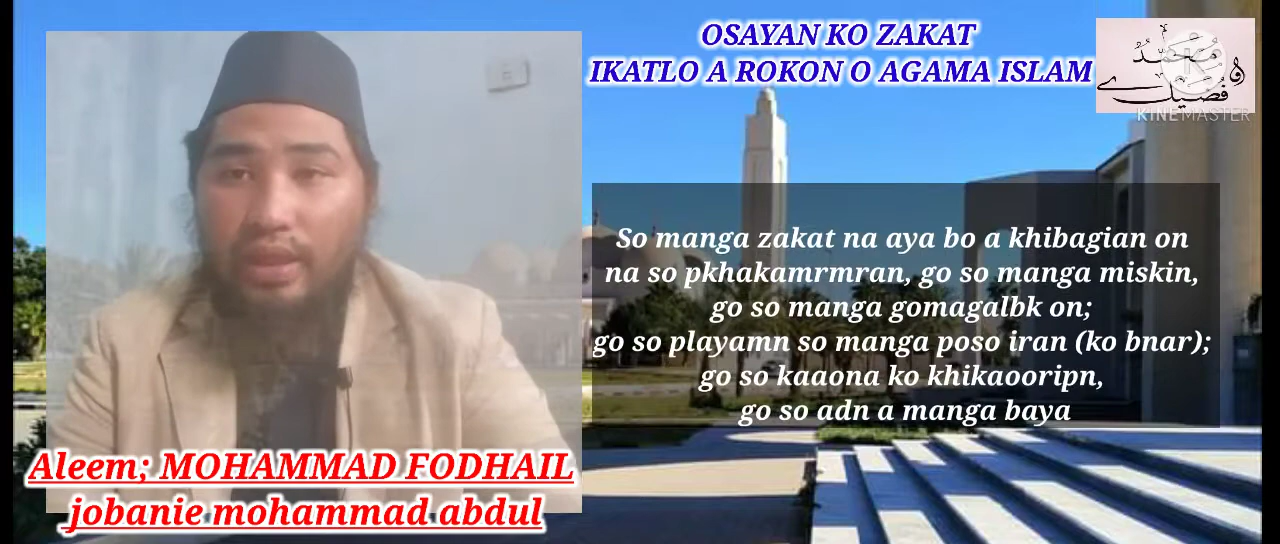 OSAYAN KO ZAKAT
IKATLO A ROKON O AGAMA ISLAM
محمد
فضيل
KINEMASTER
So manga zakat na aya bo a khibagian on
na so pkhakamrmran, go so manga miskin,
go so manga gomagalbk on;
go so playamn so manga poso iran (ko bnar);
go so kaaona ko khikaooripn,
go so adn a manga baya
Aleem; MOHAMMAD FODHAIL
jobanie mohammad abdul